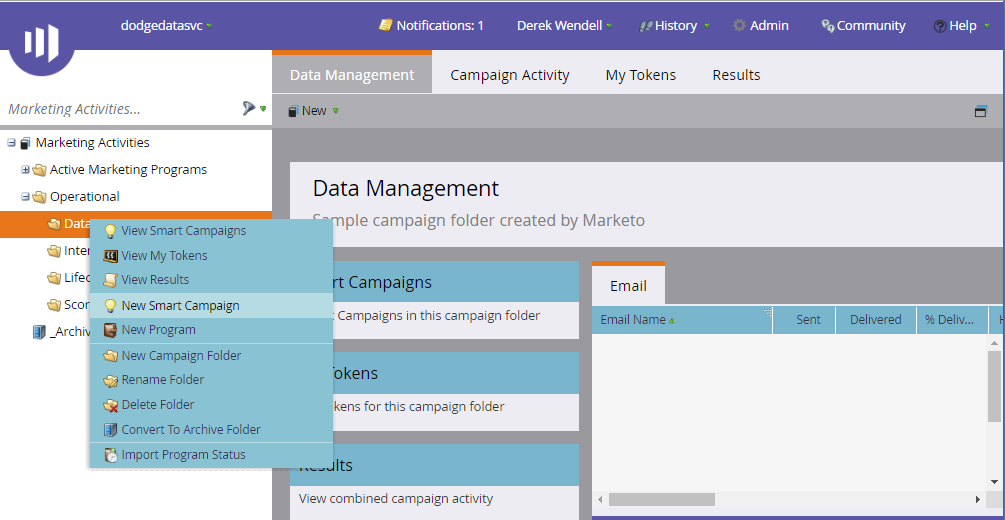 dodgedatasvc
Notifications: 1
Derek Wendell
History
Admin
Community
Help
Data Management
Campaign Activity
My Tokens
Results
Marketing Activities...
New
Marketing Activities
Active Marketing Programs
Operational
Data
Inter
Lifec
Scor
_Archiv
View Smart Campaigns
View My Tokens
View Results
New Smart Campaign
New Program
New Campaign Folder
Rename Folder
Delete Folder
Convert To Archive Folder
Import Program Status
Data Management
Sample campaign folder created by Marketo
rt Campaigns
Campaigns in this campaign folder
Tokens
kens for this campaign folder
Results
View combined campaign activity
Email
Email Name
Sent
Delivered
% Deliv...
H